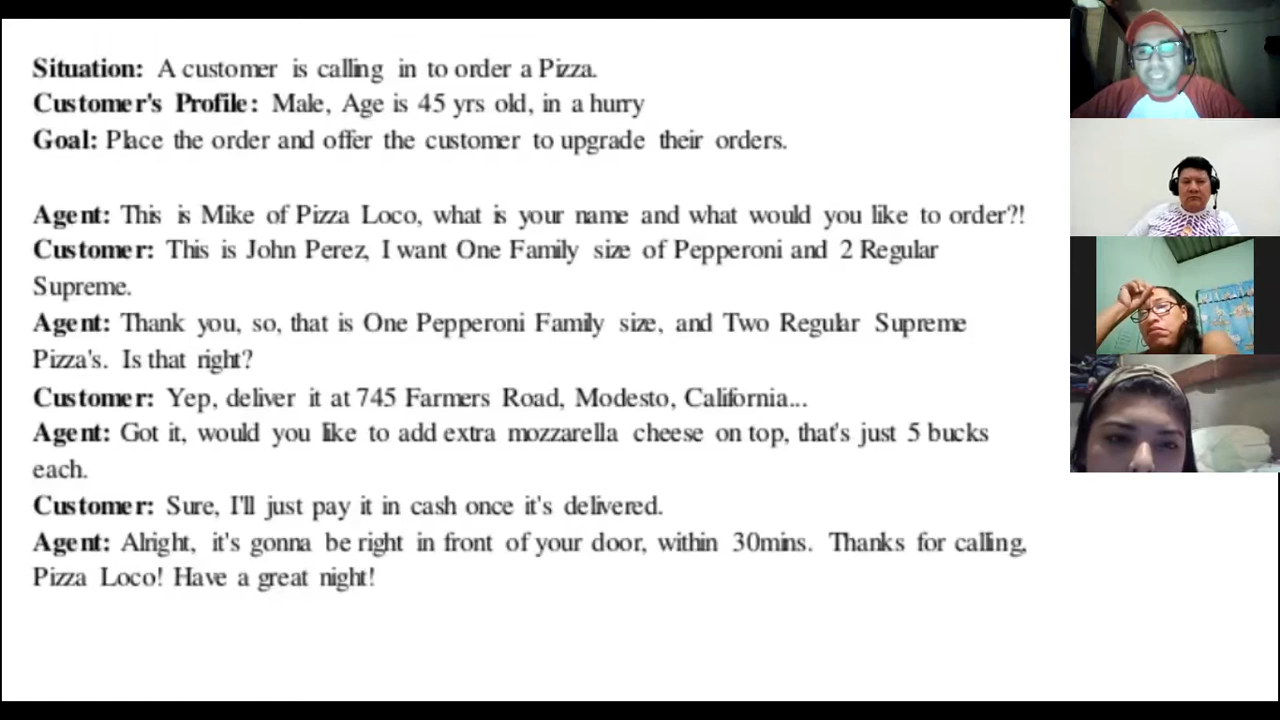 Situation: A customer is calling in to order a Pizza.
Customer's Profile: Male, Age is 45 yrs old, in a hurry
Goal: Place the order and offer the customer to upgrade their orders.
Agent: This is Mike of Pizza Loco, what is your name and what would you like to order?!
Customer: This is John Perez, I want One Family size of Pepperoni and 2 Regular
Supreme.
Agent: Thank you, so, that is One Pepperoni Family size, and Two Regular Supreme
Pizza's. Is that right?
Customer: Yep, deliver it at 745 Farmers Road, Modesto, California...
Agent: Got it, would you like to add extra mozzarella cheese on top, that's just 5 bucks
each.
Customer: Sure, I'll just pay it in cash once it's delivered.
Agent: Alright, it's gonna be right in front of your door, within 30mins. Thanks for calling,
Pizza Loco! Have a great night!